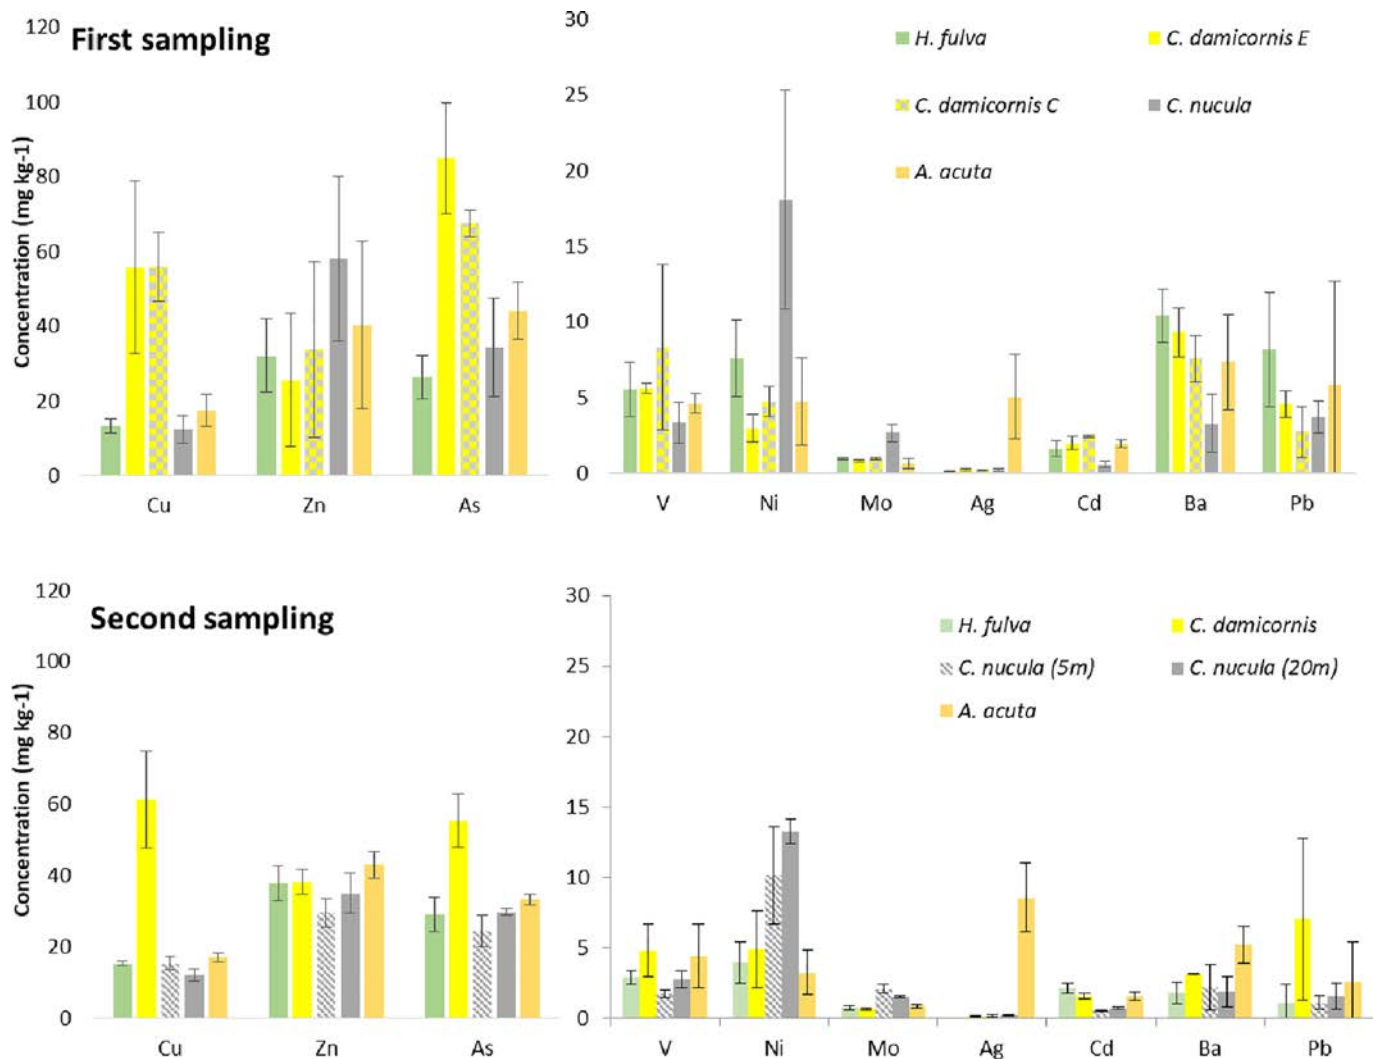 First sampling
Concentration (mg kg-1)
120
100
80
60
40
20
0
Cu Zn As
30
25
20
15
10
5
0
V Ni Mo Ag Cd Ba Pb
H. fulva C. damicornis E
C. damicornis C C. nucula
A. acuta
Second sampling
Concentration (mg kg-1)
120
100
80
60
40
20
0
Cu Zn As
30
25
20
15
10
5
0
V Ni Mo Ag Cd Ba Pb
H. fulva C. damicornis
C. nucula (5m) C. nucula (20m)
A. acuta